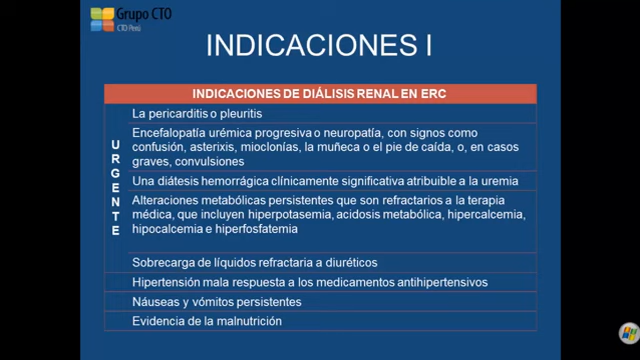 Grupo CTO
CTO Perú
INDICACIONES I
INDICACIONES DE DIÁLISIS RENAL EN ERC
URGENTE
La pericarditis o pleuritis
Encefalopatía urémica progresiva o neuropatía, con signos como
confusión, asterixis, mioclonías, la muñeca o el pie de caída, o, en casos
graves, convulsiones
Una diátesis hemorrágica clínicamente significativa atribuible a la uremia
Alteraciones metabólicas persistentes que son refractarios a la terapia
médica, que incluyen hiperpotasemia, acidosis metabólica, hipercalcemia,
hipocalcemia e hiperfosfatemia
Sobrecarga de líquidos refractaria a diuréticos
Hipertensión mala respuesta a los medicamentos antihipertensivos
Náuseas y vómitos persistentes
Evidencia de la malnutrición